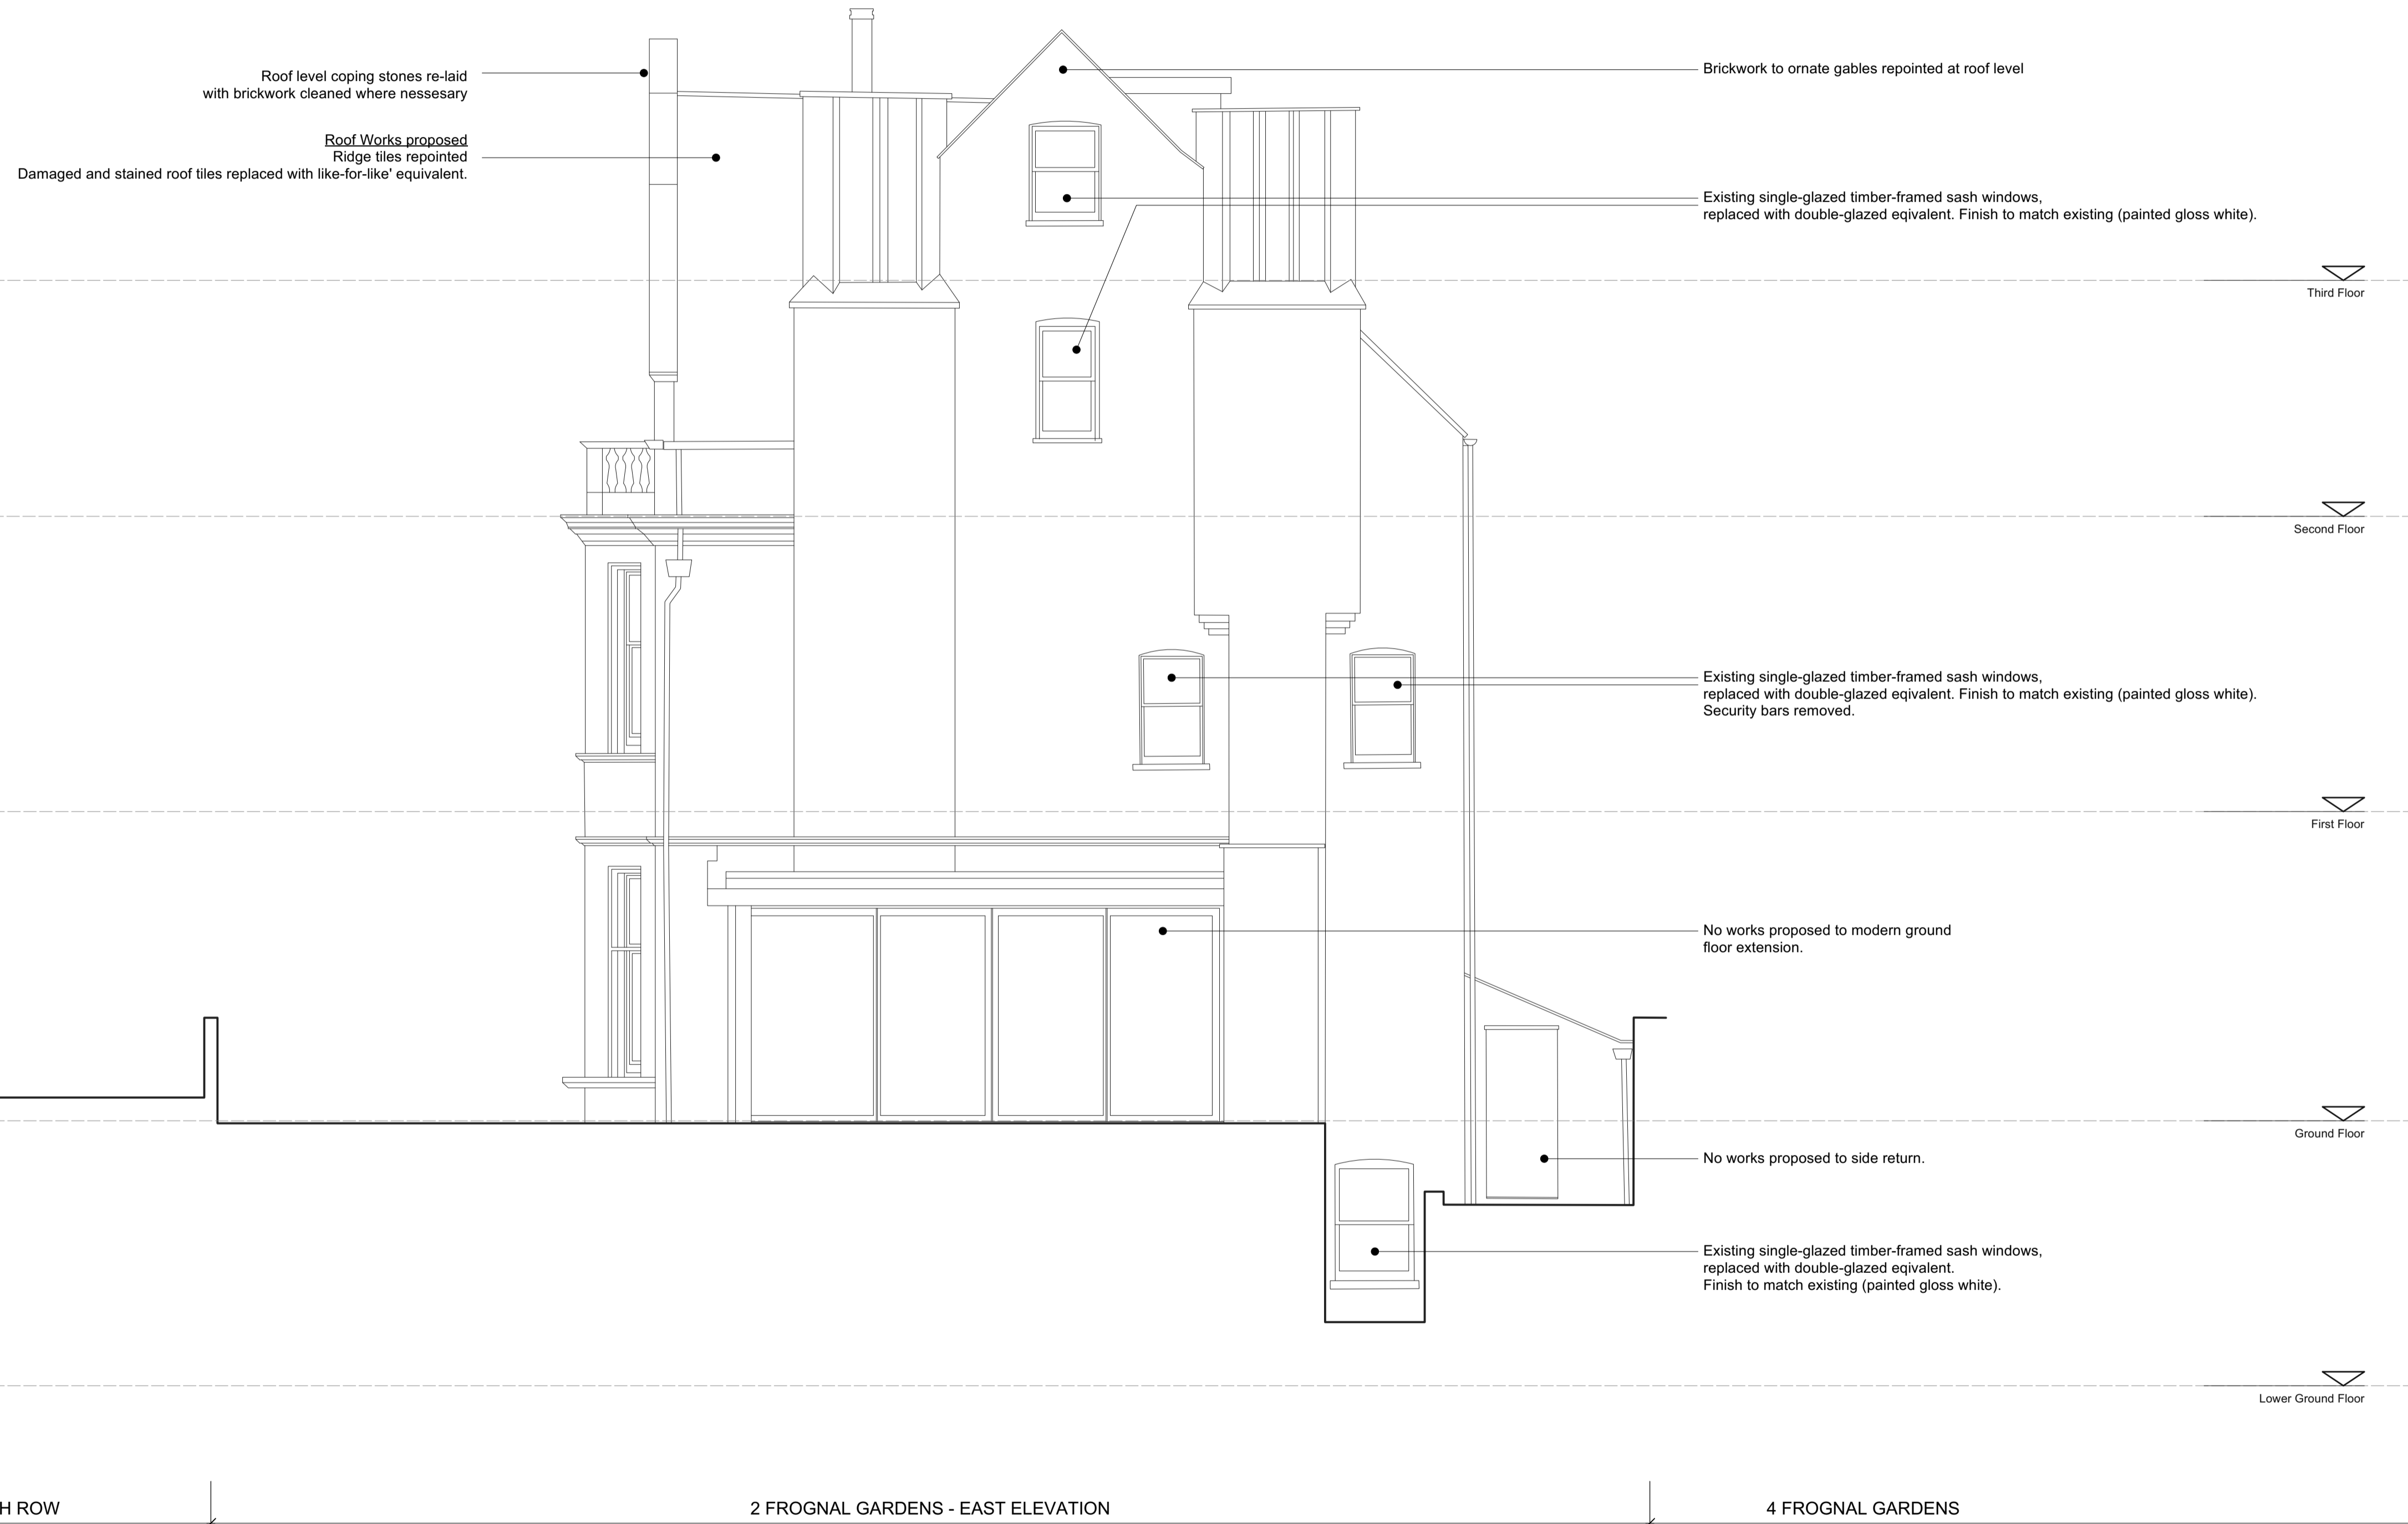 Roof level coping stones re-laid
with brickwork cleaned where nessesary
Roof Works proposed
Ridge tiles repointed
Damaged and stained roof tiles replaced with like-for-like' equivalent.
Brickwork to ornate gables repointed at roof level
Existing single-glazed timber-framed sash windows,
replaced with double-glazed eqivalent. Finish to match existing (painted gloss white).
Third Floor
Second Floor
Existing single-glazed timber-framed sash windows,
replaced with double-glazed eqivalent. Finish to match existing (painted gloss white).
Security bars removed.
First Floor
No works proposed to modern ground
floor extension.
Ground Floor
No works proposed to side return.
Existing single-glazed timber-framed sash windows,
replaced with double-glazed eqivalent.
Finish to match existing (painted gloss white).
Lower Ground Floor
H ROW
2 FROGNAL GARDENS - EAST ELEVATION
4 FROGNAL GARDENS